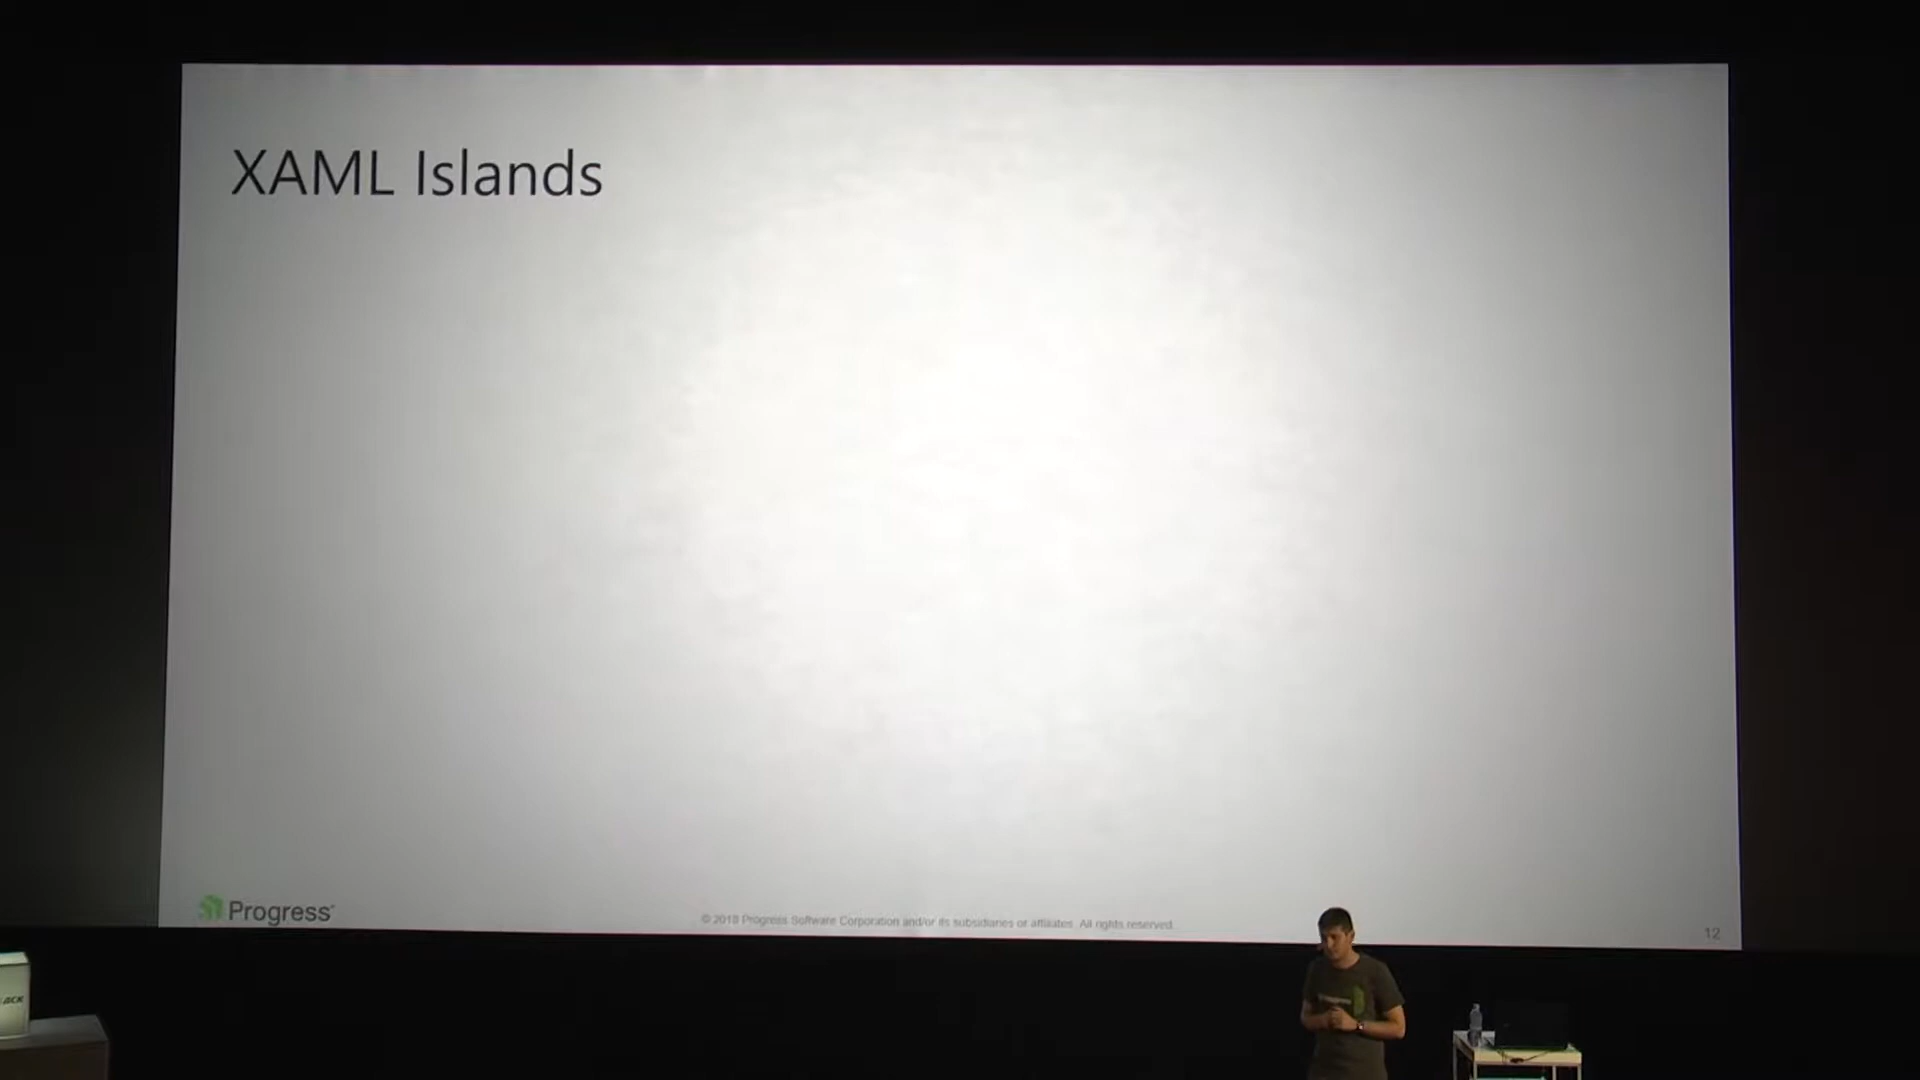 XAML Islands
Progress
© 2018 Progress Software Corporation and/or its subsidiaries or affiliates. All rights reserved.
12